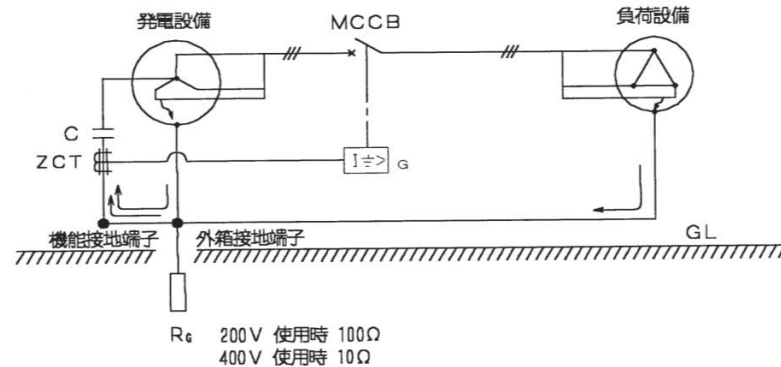 発電設備
MCCB
負荷設備
C
ZCT
I⏚>
G
機能接地端子
外箱接地端子
GL
RG 200V 使用時 100Ω
400V 使用時 10Ω